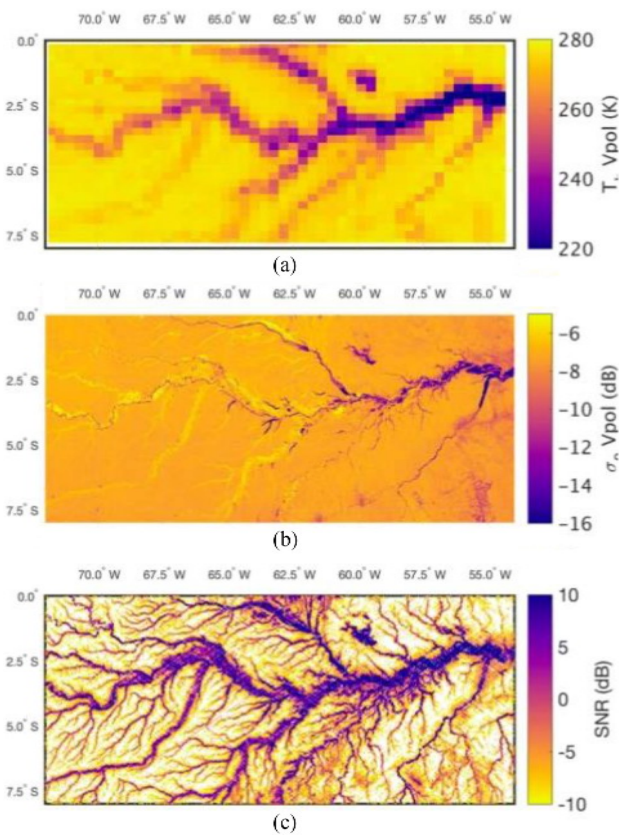 70.0° W 67.5° W 65.0° W 62.5° W 60.0° W 57.5° W 55.0° W
0.0°
2.5° S
5.0° S
7.5° S
280
260
240
220
T, Vpol (K)
(a)
70.0° W 67.5° W 65.0° W 62.5° W 60.0° W 57.5° W 55.0° W
0.0°
2.5° S
5.0° S
7.5° S
-6
-8
-10
-12
-14
-16
σ₀ Vpol (dB)
(b)
70.0° W 67.5° W 65.0° W 62.5° W 60.0° W 57.5° W 55.0° W
0.0°
2.5° S
5.0° S
7.5° S
10
5
0
-5
-10
SNR (dB)
(c)